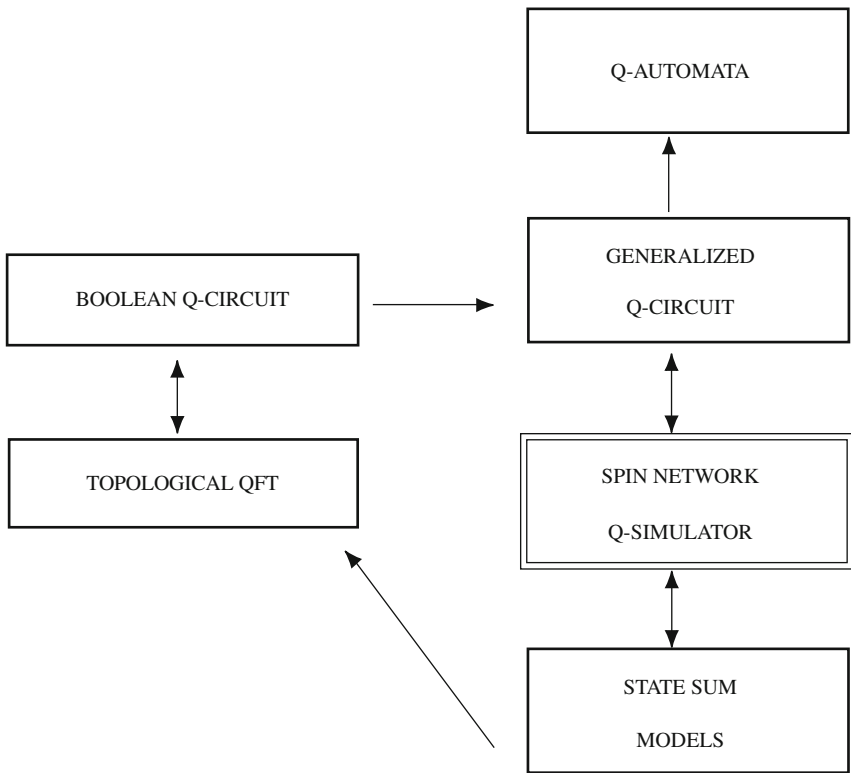 Q-AUTOMATA
GENERALIZED
Q-CIRCUIT
BOOLEAN Q-CIRCUIT
TOPOLOGICAL QFT
SPIN NETWORK
Q-SIMULATOR
STATE SUM
MODELS